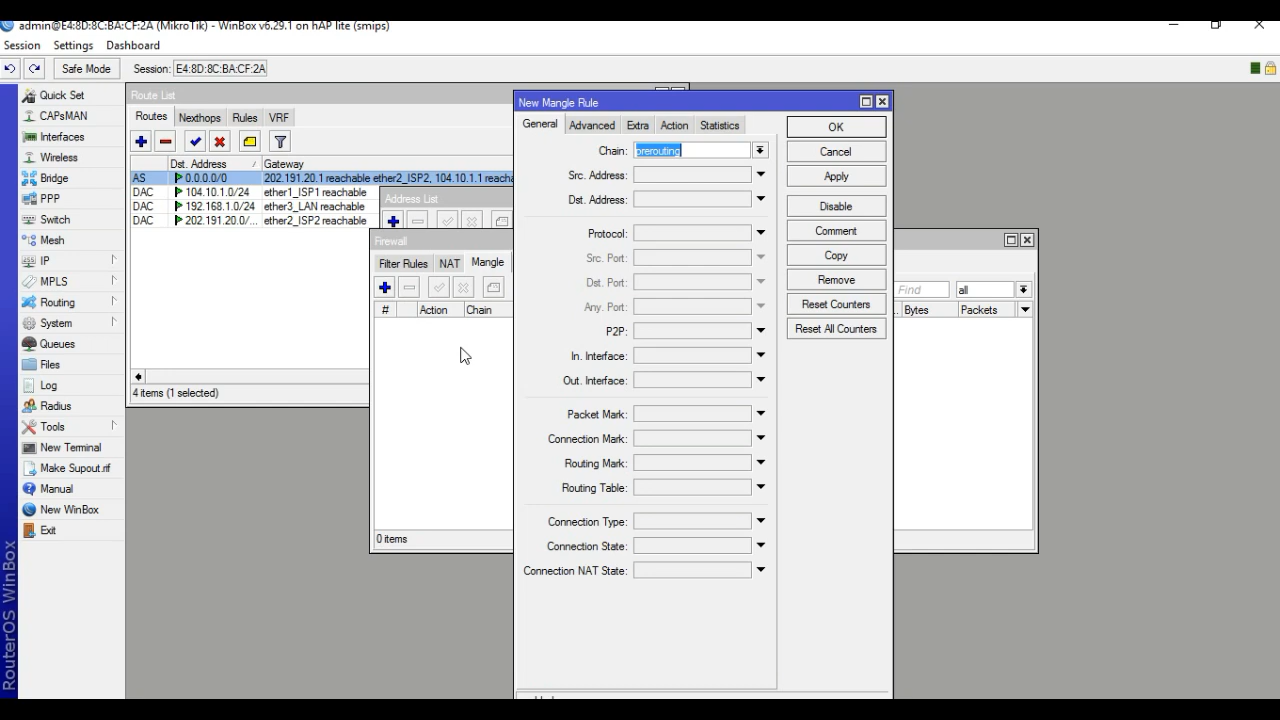 admin@E4:8D:8C:BA:CF:2A (MikroTik) - WinBox v6.29.1 on hAP lite (smips)
Session Settings Dashboard
Safe Mode Session: E4:8D:8C:BA:CF:2A
Quick Set
CAPsMAN
Interfaces
Wireless
Bridge
PPP
Switch
Mesh
IP
MPLS
Routing
System
Queues
Files
Log
Radius
Tools
New Terminal
Make Supout.rif
Manual
New WinBox
Exit
RouterOS WinBox
Route List
Routes Nexthops Rules VRF
Dst. Address Gateway
AS 0.0.0.0/0 202.191.20.1 reachable ether2_ISP2, 104.10.1.1 reacha
DAC 104.10.1.0/24 ether1_ISP1 reachable
DAC 192.168.1.0/24 ether3_LAN reachable
DAC 202.191.20.0/... ether2_ISP2 reachable
4 items (1 selected)
Address List
Firewall
Filter Rules NAT Mangle
# Action Chain
0 items
Find all
Bytes Packets
New Mangle Rule
General Advanced Extra Action Statistics
Chain: prerouting
Src. Address:
Dst. Address:
Protocol:
Src. Port:
Dst. Port:
Any. Port:
P2P:
In. Interface:
Out. Interface:
Packet Mark:
Connection Mark:
Routing Mark:
Routing Table:
Connection Type:
Connection State:
Connection NAT State:
OK
Cancel
Apply
Disable
Comment
Copy
Remove
Reset Counters
Reset All Counters